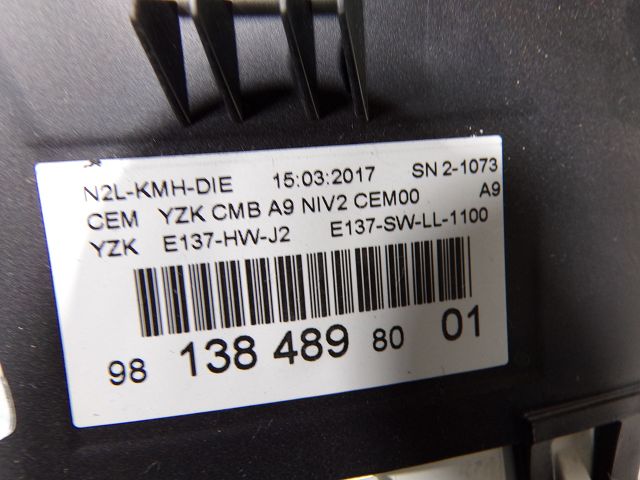 N2L-KMH-DIE 15:03:2017 SN 2-1073
CEM YZK CMB A9 NIV2 CEM00 A9
YZK E137-HW-J2 E137-SW-LL-1100
98 138 489 80 01